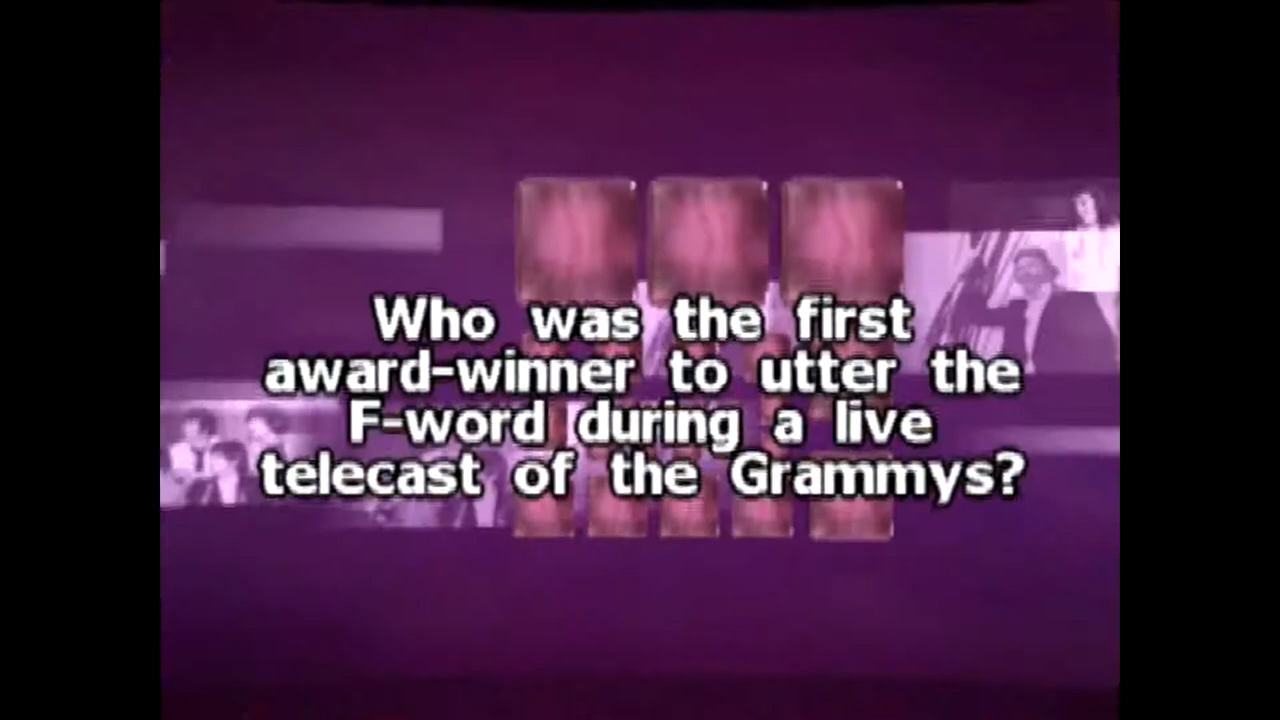 Who was the first
award-winner to utter the
F-word during a live
telecast of the Grammys?